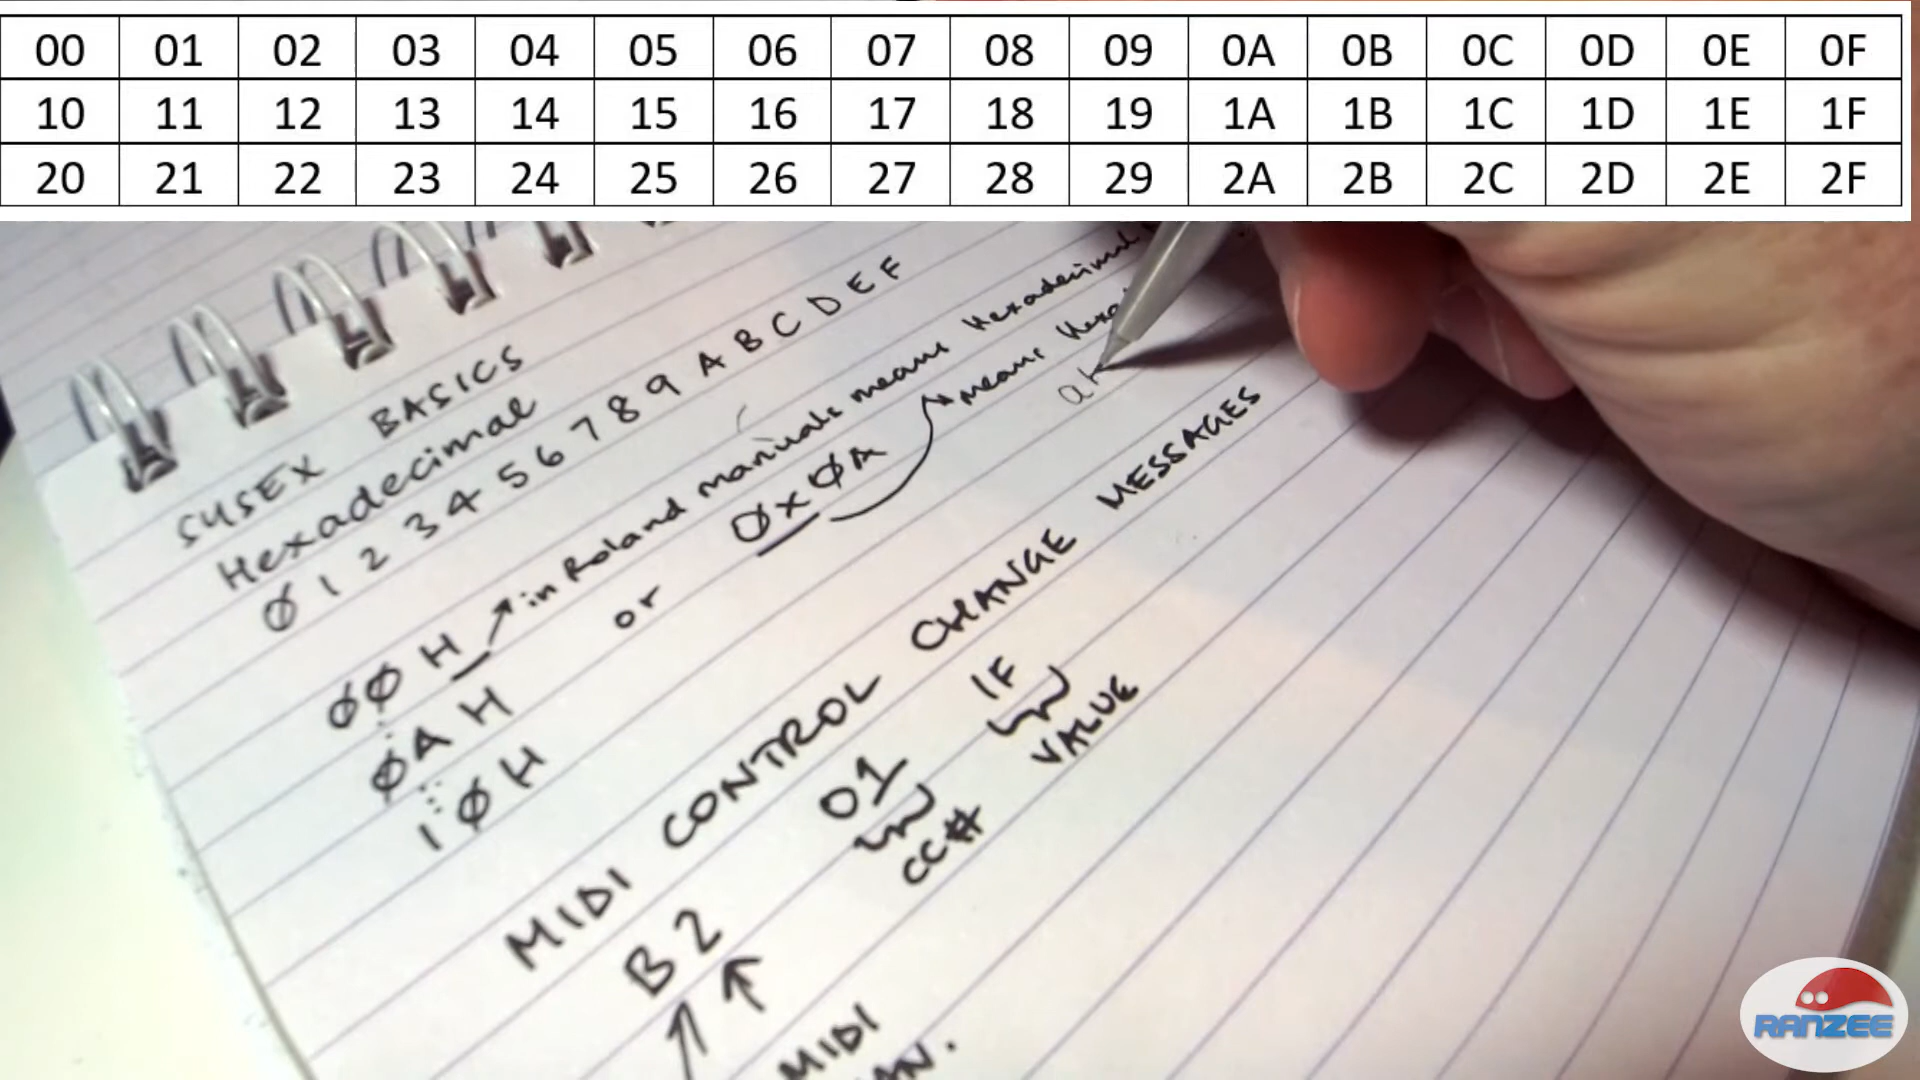 00 01 02 03 04 05 06 07 08 09 0A 0B 0C 0D 0E 0F
10 11 12 13 14 15 16 17 18 19 1A 1B 1C 1D 1E 1F
20 21 22 23 24 25 26 27 28 29 2A 2B 2C 2D 2E 2F
SYSEX BASICS
Hexadecimal
Ø 1 2 3 4 5 6 7 8 9 A B C D E F
ØØ H in Roland manuals means Hexadecimal
ØA H or Øx ØA means
1Ø H
MIDI CONTROL CHANGE MESSAGES
B2 01 1F
CC# VALUE
MIDI
RANZEE